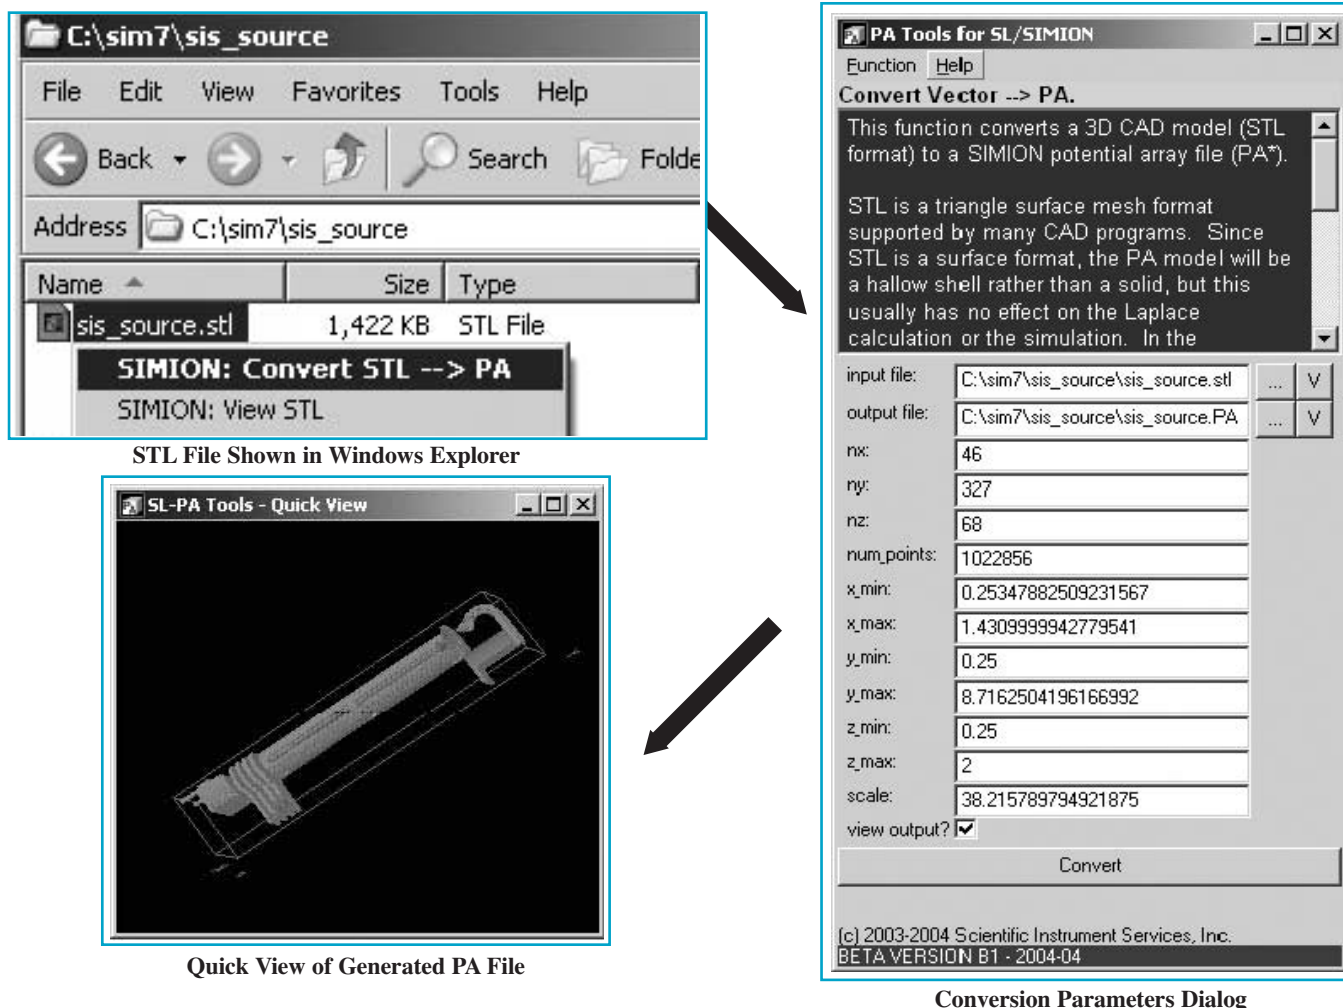 C:\sim7\sis_source
File Edit View Favorites Tools Help
Back Search Folde
Address C:\sim7\sis_source
Name Size Type
sis_source.stl 1,422 KB STL File
SIMION: Convert STL --> PA
SIMION: View STL
STL File Shown in Windows Explorer
SL-PA Tools - Quick View
Quick View of Generated PA File
PA Tools for SL/SIMION
Function Help
Convert Vector --> PA.
This function converts a 3D CAD model (STL
format) to a SIMION potential array file (PA*).
STL is a triangle surface mesh format
supported by many CAD programs. Since
STL is a surface format, the PA model will be
a hallow shell rather than a solid, but this
usually has no effect on the Laplace
calculation or the simulation. In the
input file: C:\sim7\sis_source\sis_source.stl ... V
output file: C:\sim7\sis_source\sis_source.PA ... V
nx: 46
ny: 327
nz: 68
num_points: 1022856
x_min: 0.25347882509231567
x_max: 1.4309999942779541
y_min: 0.25
y_max: 8.7162504196166992
z_min: 0.25
z_max: 2
scale: 38.215789794921875
view output?
Convert
(c) 2003-2004 Scientific Instrument Services, Inc.
BETA VERSION B1 - 2004-04
Conversion Parameters Dialog